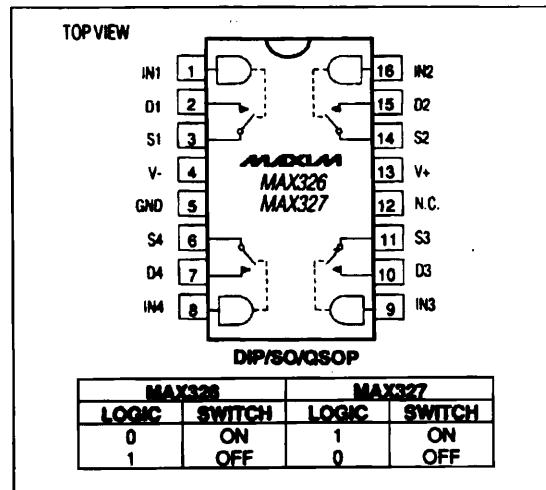 TOP VIEW
IN1 1 16 IN2
D1 2 15 D2
S1 3 14 S2
V- 4 13 V+
GND 5 12 N.C.
S4 6 11 S3
D4 7 10 D3
IN4 8 9 IN3
MAXIM
MAX326
MAX327
DIP/SO/QSOP
MAX326 MAX327
LOGIC SWITCH LOGIC SWITCH
0 ON 1 ON
1 OFF 0 OFF